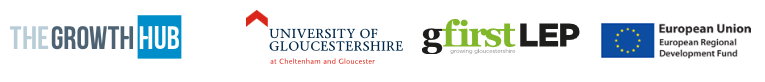 THE GROWTH HUB
UNIVERSITY OF
GLOUCESTERSHIRE
at Cheltenham and Gloucester
gfirst LEP
growing gloucestershire
European Union
European Regional
Development Fund